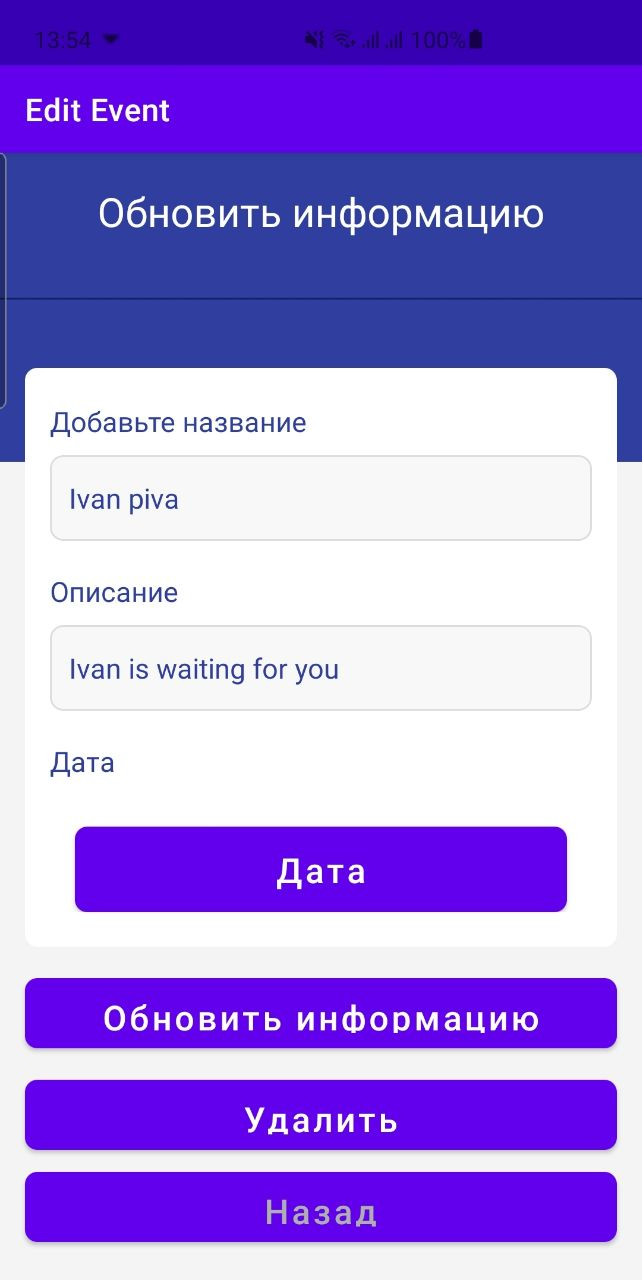 13:54 100%
Edit Event
Обновить информацию
Добавьте название
Ivan piva
Описание
Ivan is waiting for you
Дата
Дата
Обновить информацию
Удалить
Назад